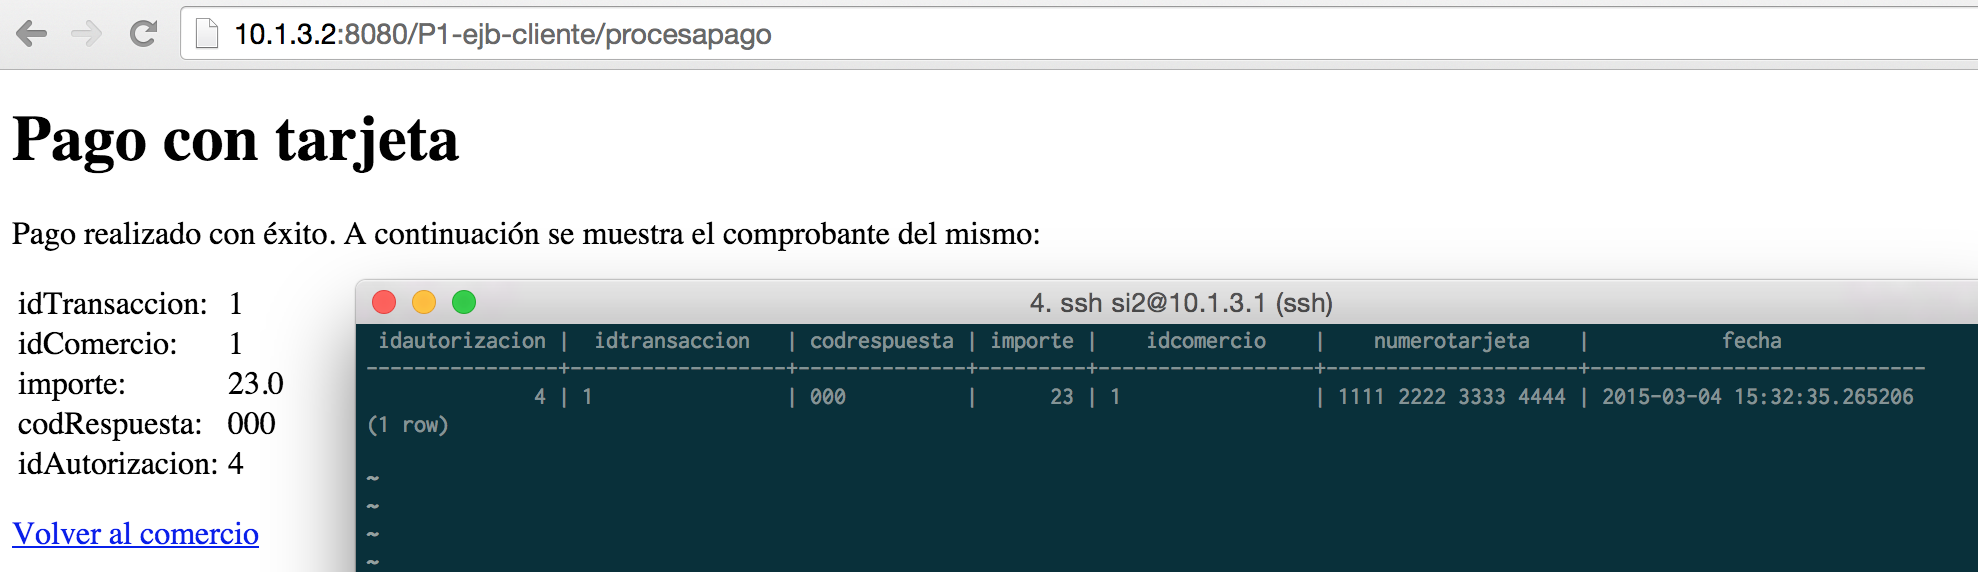 10.1.3.2:8080/P1-ejb-cliente/procesapago
Pago con tarjeta
Pago realizado con éxito. A continuación se muestra el comprobante del mismo:
idTransaccion: 1
idComercio: 1
importe: 23.0
codRespuesta: 000
idAutorizacion: 4
Volver al comercio
4. ssh si2@10.1.3.1 (ssh)
idautorizacion | idtransaccion | codrespuesta | importe | idcomercio | numerotarjeta | fecha
----------------+------------------+--------------+---------+------------------+---------------------+----------------------------
4 | 1 | 000 | 23 | 1 | 1111 2222 3333 4444 | 2015-03-04 15:32:35.265206
(1 row)
~
~
~
~